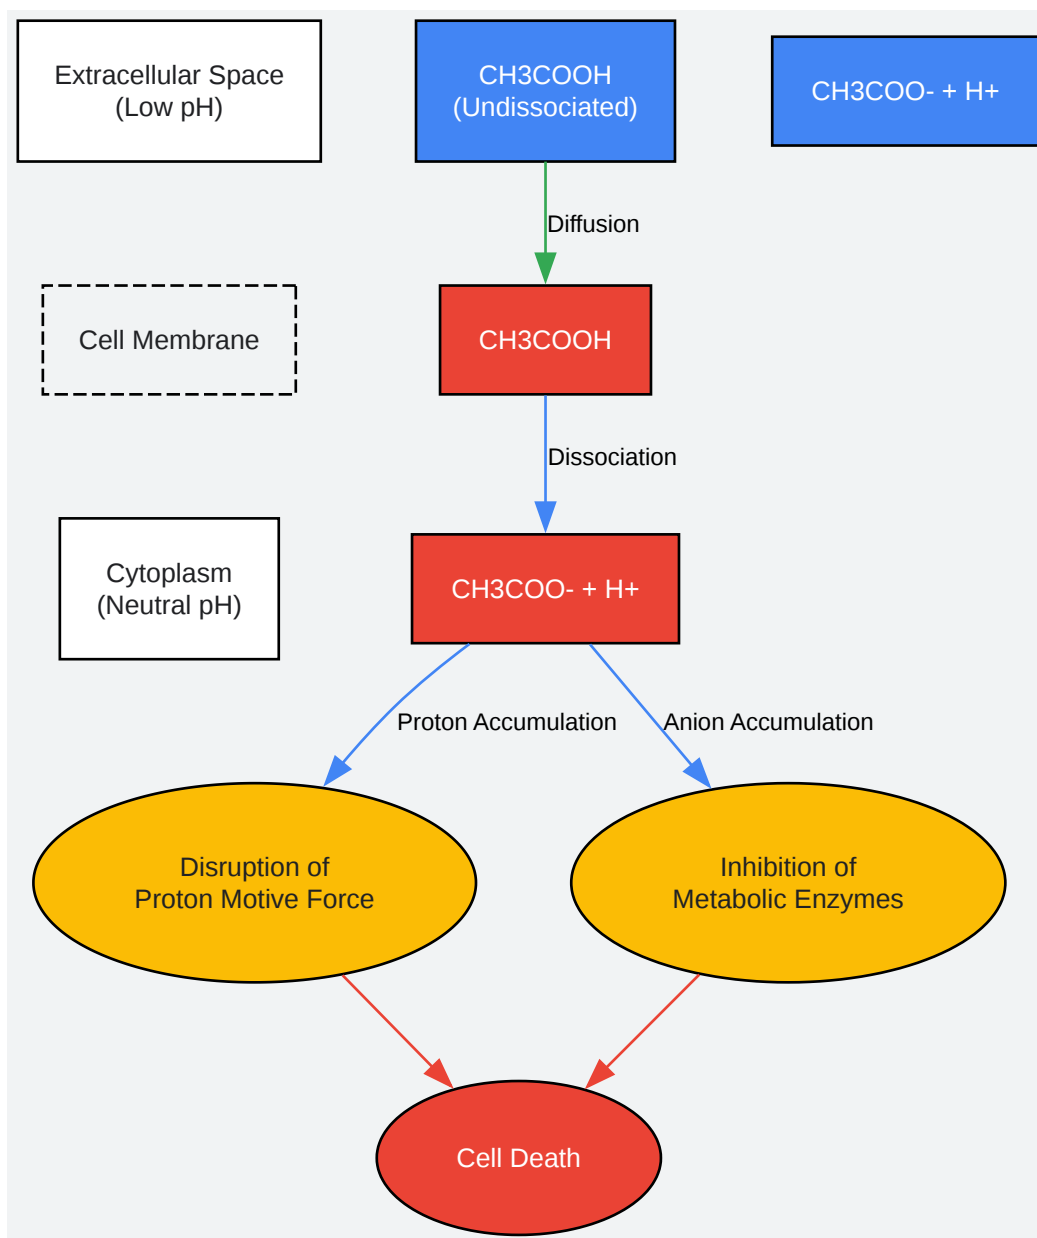 Extracellular Space
(Low pH)
CH3COOH
(Undissociated)
CH3COO- + H+
Diffusion
Cell Membrane
CH3COOH
Dissociation
Cytoplasm
(Neutral pH)
CH3COO- + H+
Proton Accumulation
Anion Accumulation
Disruption of
Proton Motive Force
Inhibition of
Metabolic Enzymes
Cell Death